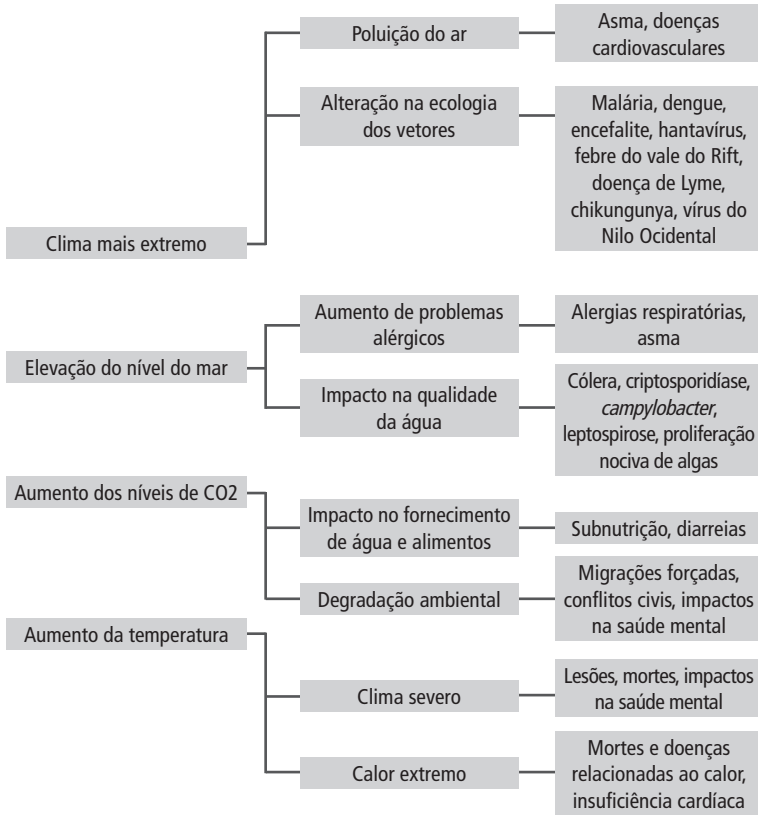 Poluição do ar
Asma, doenças
cardiovasculares
Alteração na ecologia
dos vetores
Malária, dengue,
encefalite, hantavírus,
febre do vale do Rift,
doença de Lyme,
chikungunya, vírus do
Nilo Ocidental
Clima mais extremo
Aumento de problemas
alérgicos
Alergias respiratórias,
asma
Elevação do nível do mar
Impacto na qualidade
da água
Cólera, criptosporidíase,
campylobacter,
leptospirose, proliferação
nociva de algas
Aumento dos níveis de CO2
Impacto no fornecimento
de água e alimentos
Subnutrição, diarreias
Degradação ambiental
Migrações forçadas,
conflitos civis, impactos
na saúde mental
Aumento da temperatura
Clima severo
Lesões, mortes, impactos
na saúde mental
Calor extremo
Mortes e doenças
relacionadas ao calor,
insuficiência cardíaca